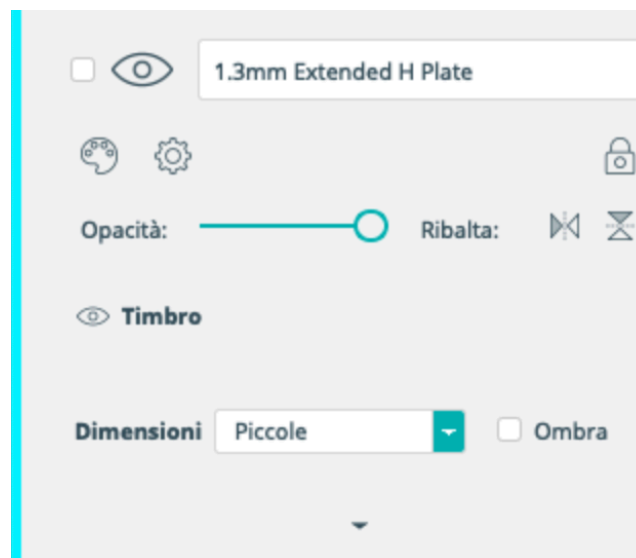 1.3mm Extended H Plate
Opacità: Ribalta:
Timbro
Dimensioni Piccole Ombra